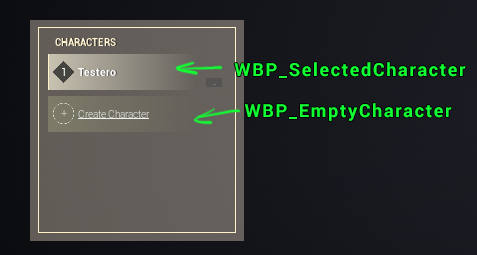 CHARACTERS
1 Testero
WBP_SelectedCharacter
Create Character
WBP_EmptyCharacter